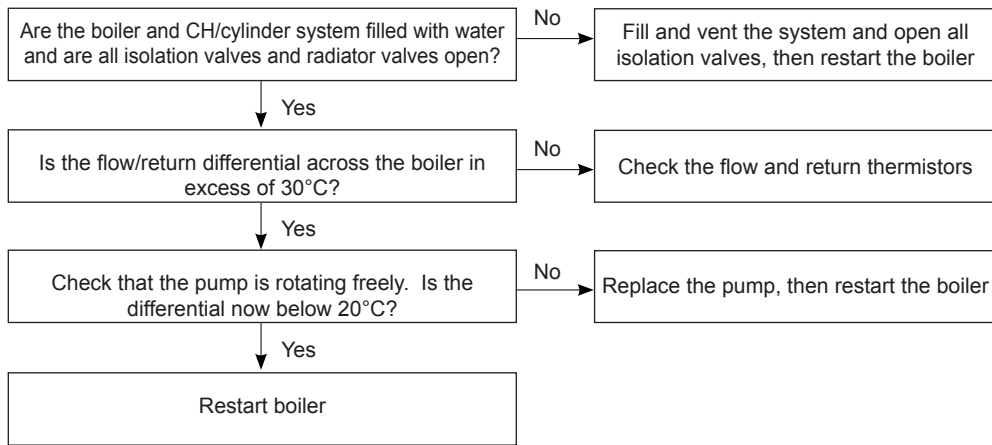 Are the boiler and CH/cylinder system filled with water
and are all isolation valves and radiator valves open?
No
Fill and vent the system and open all
isolation valves, then restart the boiler
Yes
Is the flow/return differential across the boiler in
excess of 30°C?
No
Check the flow and return thermistors
Yes
Check that the pump is rotating freely.  Is the
differential now below 20°C?
No
Replace the pump, then restart the boiler
Yes
Restart boiler